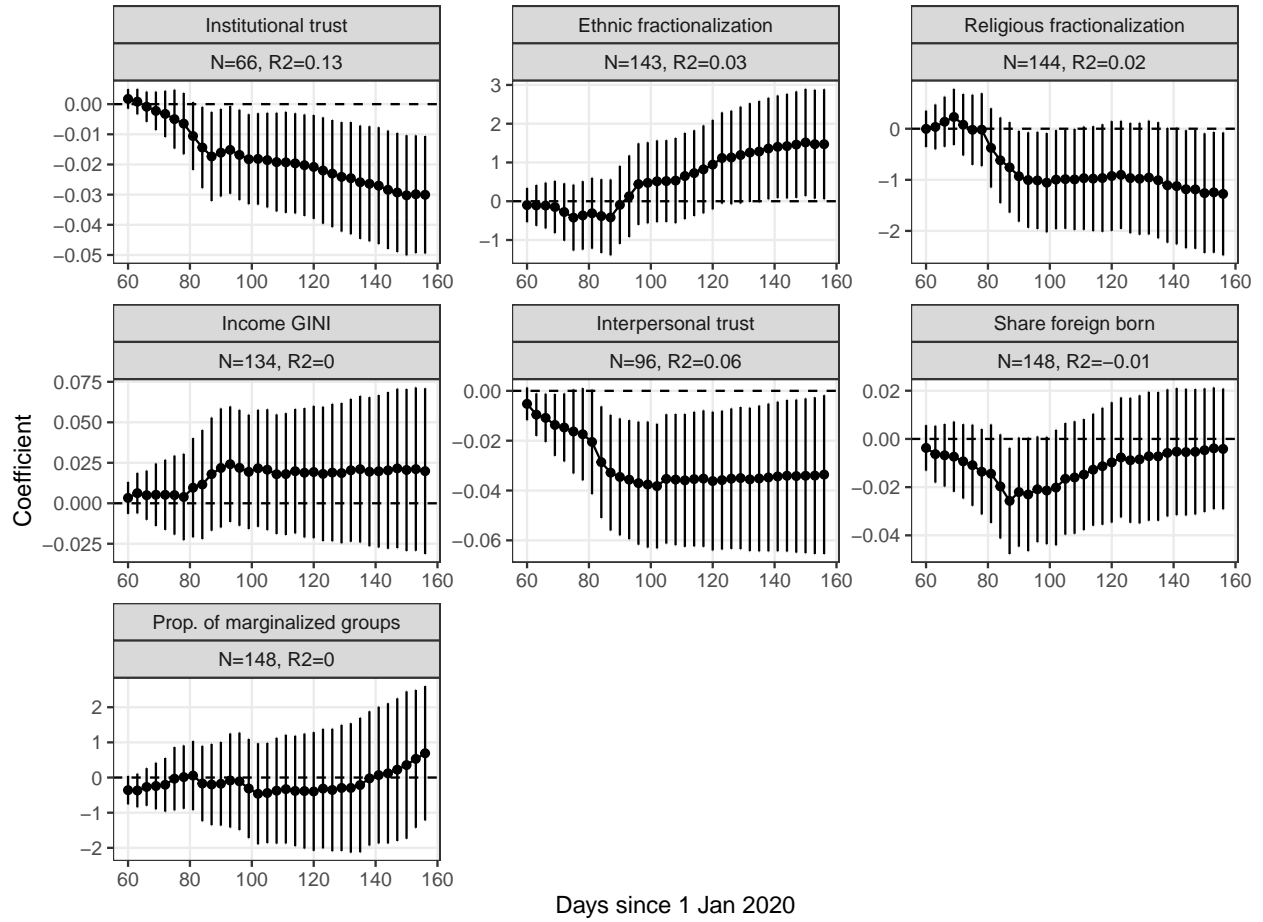 Institutional trust
N=66, R2=0.13
0.00
−0.01
−0.02
−0.03
−0.04
−0.05
60 80 100 120 140 160
Ethnic fractionalization
N=143, R2=0.03
3
2
1
0
−1
60 80 100 120 140 160
Religious fractionalization
N=144, R2=0.02
0
−1
−2
60 80 100 120 140 160
Income GINI
N=134, R2=0
0.075
0.050
0.025
0.000
−0.025
60 80 100 120 140 160
Interpersonal trust
N=96, R2=0.06
0.00
−0.02
−0.04
−0.06
60 80 100 120 140 160
Share foreign born
N=148, R2=−0.01
0.02
0.00
−0.02
−0.04
60 80 100 120 140 160
Prop. of marginalized groups
N=148, R2=0
2
1
0
−1
−2
60 80 100 120 140 160
Coefficient
Days since 1 Jan 2020